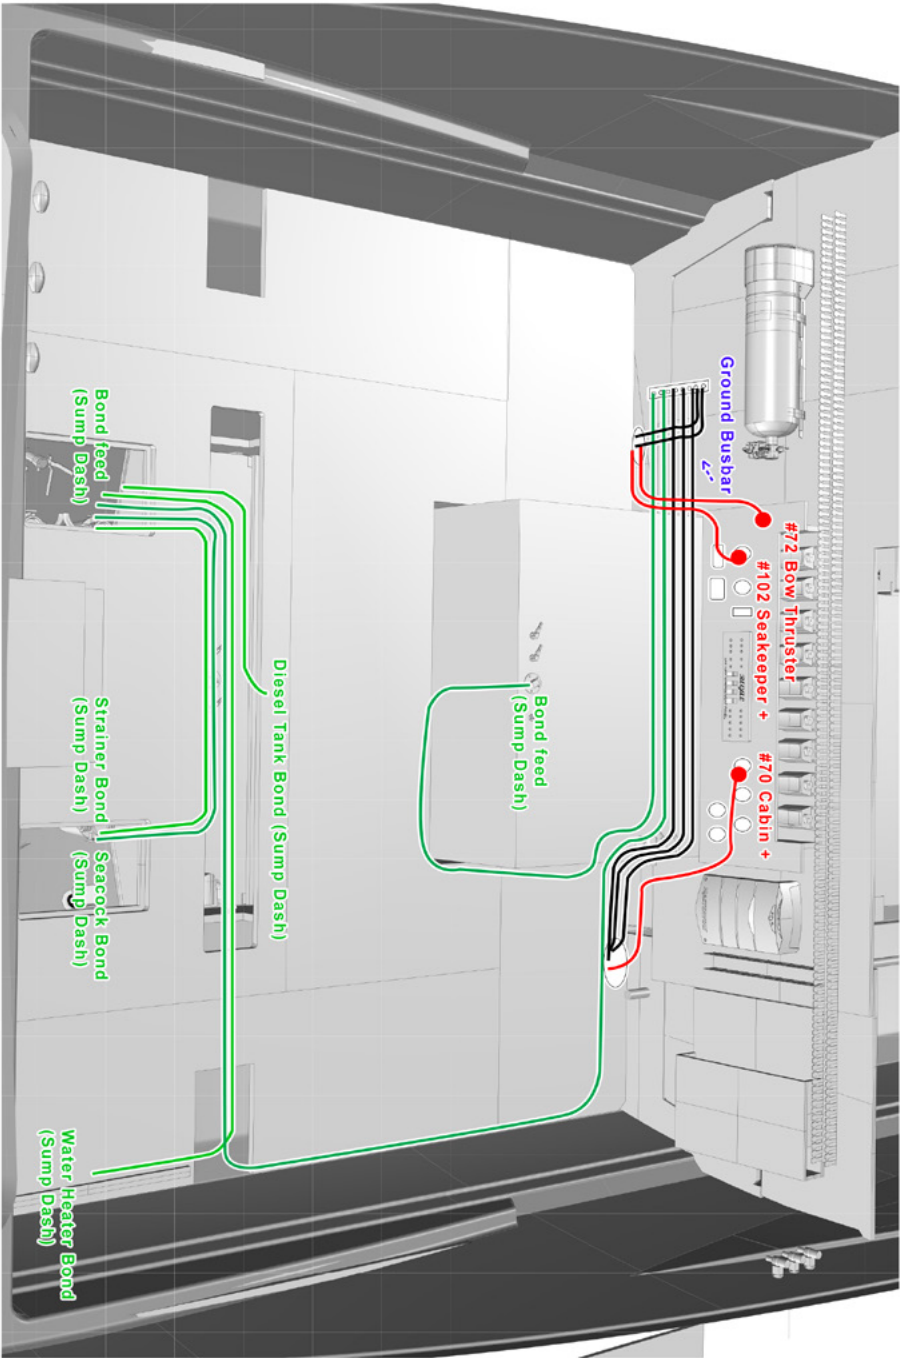 Ground Busbar
#72 Bow Thruster
#102 Seakeeper +
#70 Cabin +
Bond feed
(Sump Dash)
Bond feed
(Sump Dash)
Diesel Tank Bond (Sump Dash)
Strainer Bond
(Sump Dash)
Seacock Bond
(Sump Dash)
Water Heater Bond
(Sump Dash)